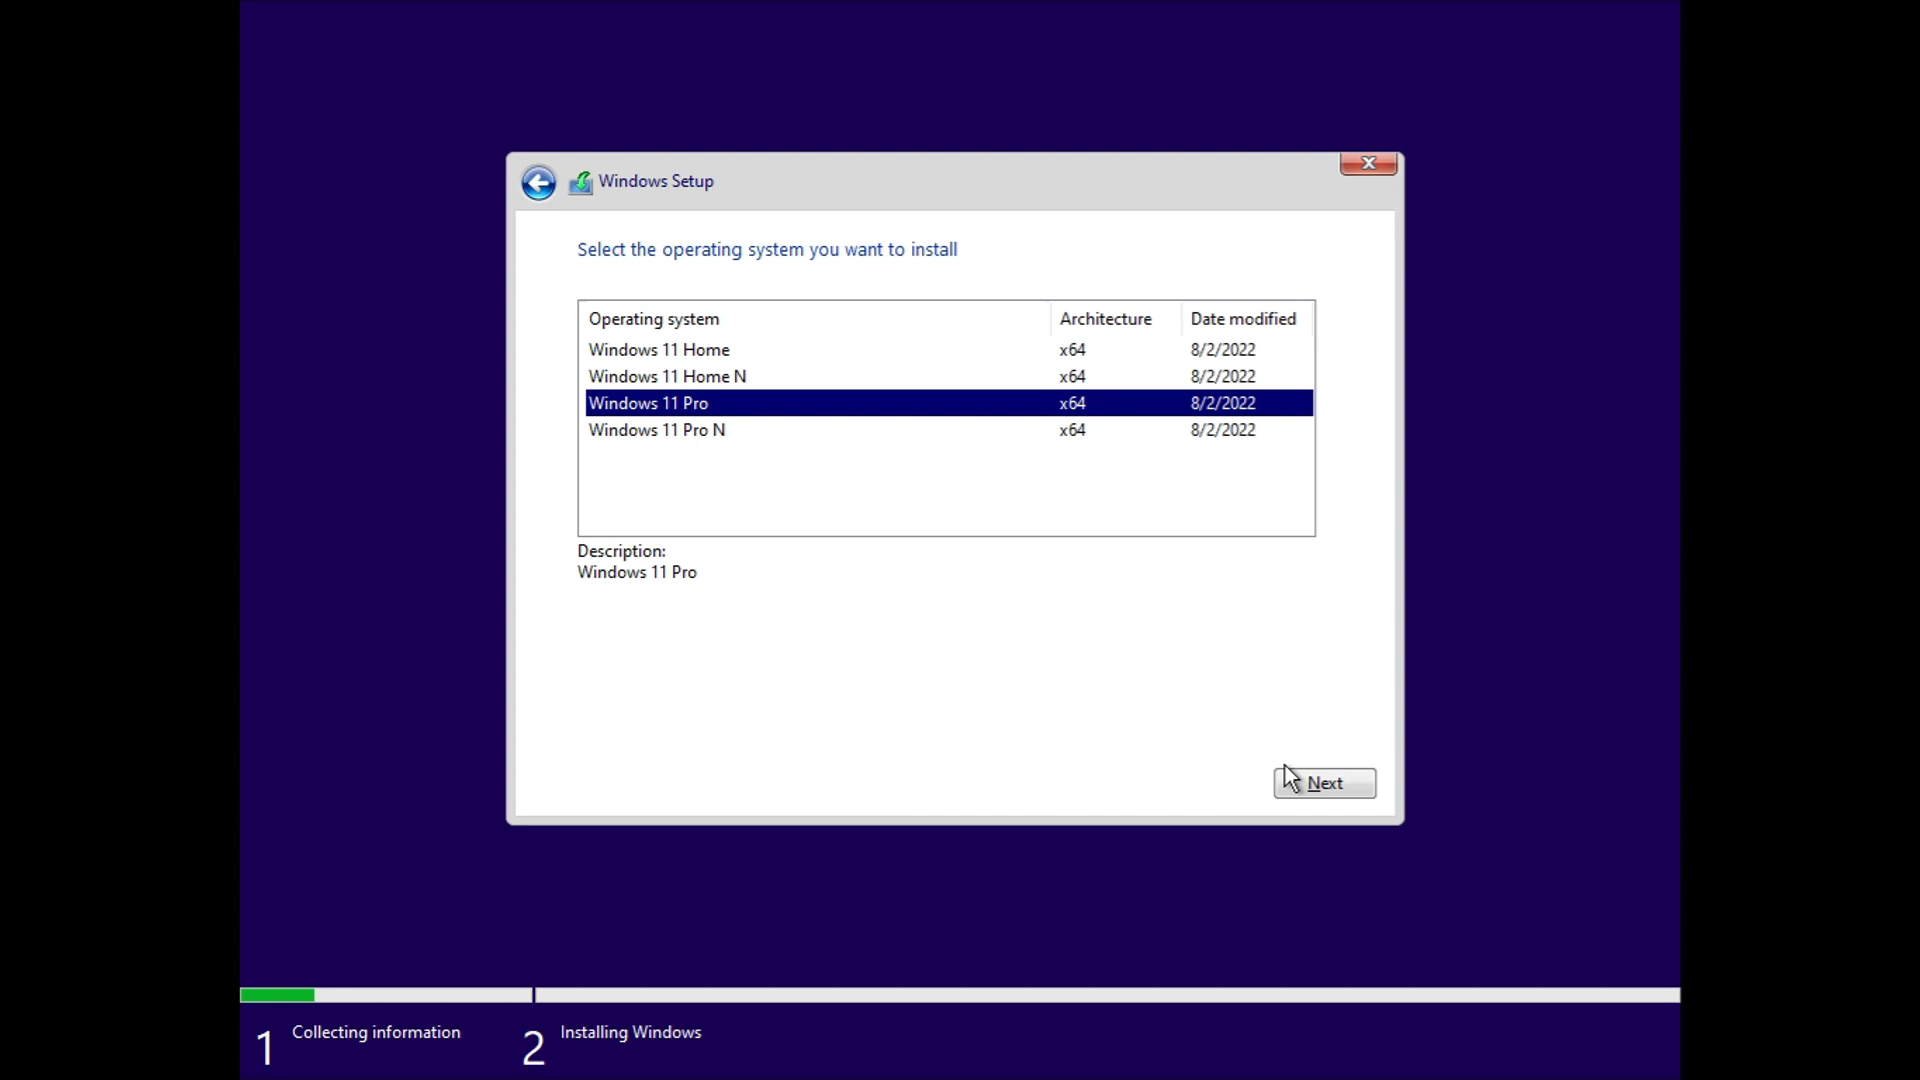 Windows Setup
Select the operating system you want to install
Operating system Architecture Date modified
Windows 11 Home x64 8/2/2022
Windows 11 Home N x64 8/2/2022
Windows 11 Pro x64 8/2/2022
Windows 11 Pro N x64 8/2/2022
Description:
Windows 11 Pro
Next
1 Collecting information 2 Installing Windows